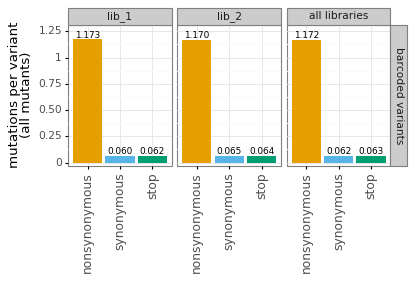 lib_1
lib_2
all libraries
mutations per variant
(all mutants)
1.25
1
0.75
0.50
0.25
0
1.173
0.060
0.062
1.170
0.065
0.064
1.172
0.062
0.063
barcoded variants
nonsynonymous
synonymous
stop
nonsynonymous
synonymous
stop
nonsynonymous
synonymous
stop